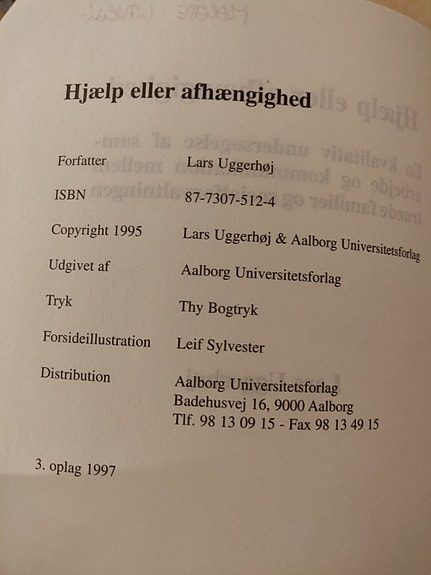 Hjælp eller afhængighed
Forfatter Lars Uggerhøj
ISBN 87-7307-512-4
Copyright 1995 Lars Uggerhøj & Aalborg Universitetsforlag
Udgivet af Aalborg Universitetsforlag
Tryk Thy Bogtryk
Forsideillustration Leif Sylvester
Distribution Aalborg Universitetsforlag
Badehusvej 16, 9000 Aalborg
Tlf. 98 13 09 15 - Fax 98 13 49 15
3. oplag 1997